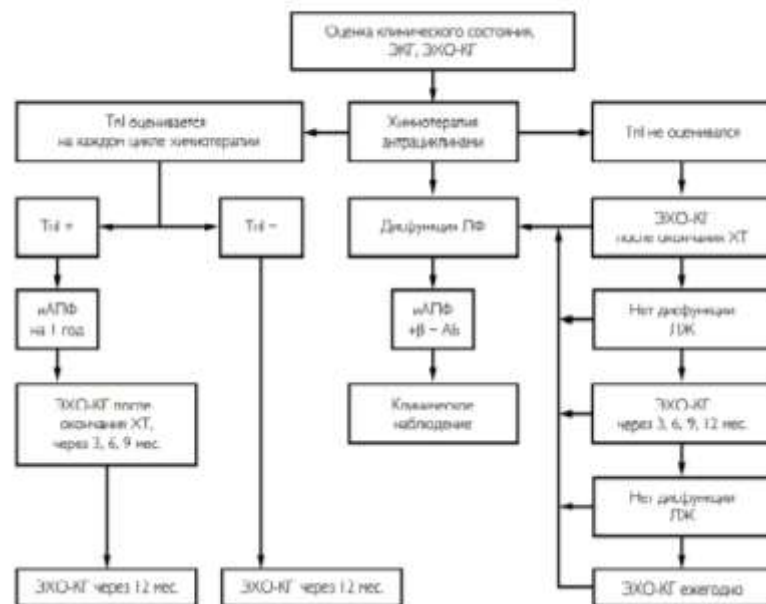 Оценка клинического состояния,
ЭКГ, ЭХО-КГ
TnI оценивается
на каждом цикле химиотерапии
Химиотерапия
антрациклинами
TnI не оценивался
TnI +
TnI −
Дисфункция ЛФ
ЭХО-КГ
после окончания ХТ
иАПФ
на 1 год
иАПФ
+β − АБ
Нет дисфункции
ЛЖ
ЭХО-КГ после
окончания ХТ,
через 3, 6, 9 мес.
Клиническое
наблюдение
ЭХО-КГ
через 3, 6, 9, 12 мес.
Нет дисфункции
ЛЖ
ЭХО-КГ через 12 мес.
ЭХО-КГ через 12 мес.
ЭХО-КГ ежегодно